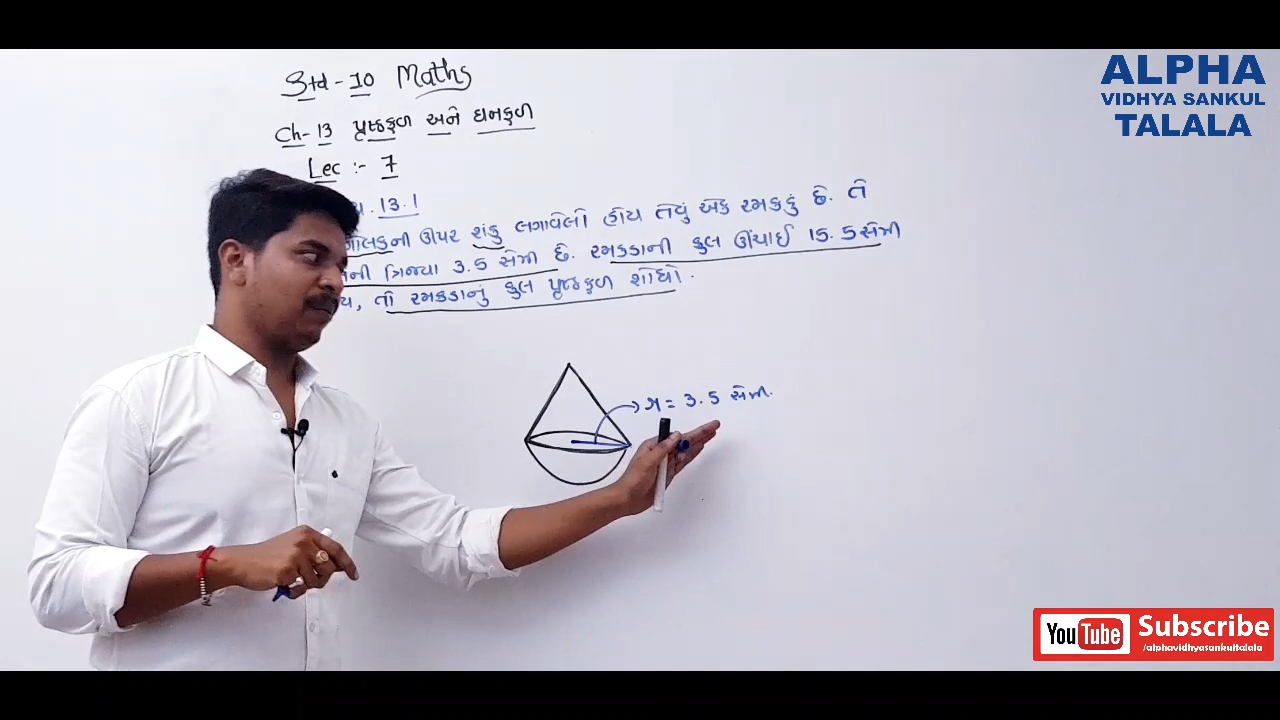 Std - 10 Maths
Ch- 13 પૃષ્ઠફળ અને ઘનફળ
Lec :- 7
13.1
ની ઊપર શંકુ લગાવેલો હોય તેવું એક રમકડું છે. તે
ની ત્રિજ્યા 3.5 સેમી છે. રમકડાની કુલ ઊંચાઈ 15.5 સેમી
, તો રમકડાનું કુલ પૃષ્ઠફળ શોધો.
r = 3.5 સેમી.
ALPHA
VIDHYA SANKUL
TALALA
YouTube Subscribe
/alphavidhyasankultalala